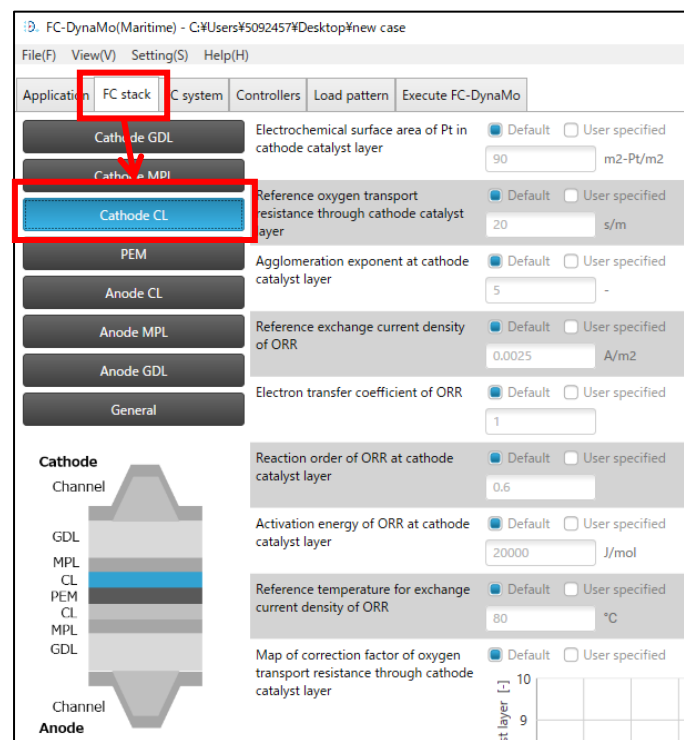 FC-DynaMo(Maritime) - C:¥Users¥5092457¥Desktop¥new case
File(F) View(V) Setting(S) Help(H)
Application FC stack C system Controllers Load pattern Execute FC-DynaMo
Cathode GDL
Cathode MPL
Cathode CL
PEM
Anode CL
Anode MPL
Anode GDL
General
Cathode
Channel
GDL
MPL
CL
PEM
CL
MPL
GDL
Channel
Anode
Electrochemical surface area of Pt in
cathode catalyst layer
Default User specified
90 m2-Pt/m2
Reference oxygen transport
resistance through cathode catalyst
layer
Default User specified
20 s/m
Agglomeration exponent at cathode
catalyst layer
Default User specified
5 -
Reference exchange current density
of ORR
Default User specified
0.0025 A/m2
Electron transfer coefficient of ORR
Default User specified
1
Reaction order of ORR at cathode
catalyst layer
Default User specified
0.6
Activation energy of ORR at cathode
catalyst layer
Default User specified
20000 J/mol
Reference temperature for exchange
current density of ORR
Default User specified
80 °C
Map of correction factor of oxygen
transport resistance through cathode
catalyst layer
Default User specified
10
9
st layer [-]